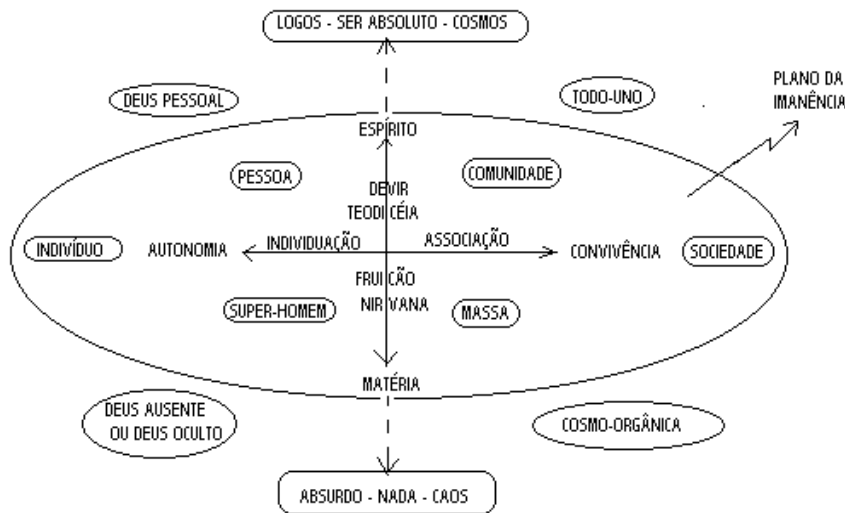 LOGOS - SER ABSOLUTO - COSMOS
PLANO DA
IMANÊNCIA
DEUS PESSOAL
TODO-UNO
ESPÍRITO
PESSOA
COMUNIDADE
DEVIR
TEODICÉIA
INDIVÍDUO
AUTONOMIA
INDIVIDUAÇÃO
ASSOCIAÇÃO
CONVIVÊNCIA
SOCIEDADE
FRUIÇÃO
NIRVANA
SUPER-HOMEM
MASSA
MATÉRIA
DEUS AUSENTE
OU DEUS OCULTO
COSMO-ORGÂNICA
ABSURDO - NADA - CAOS